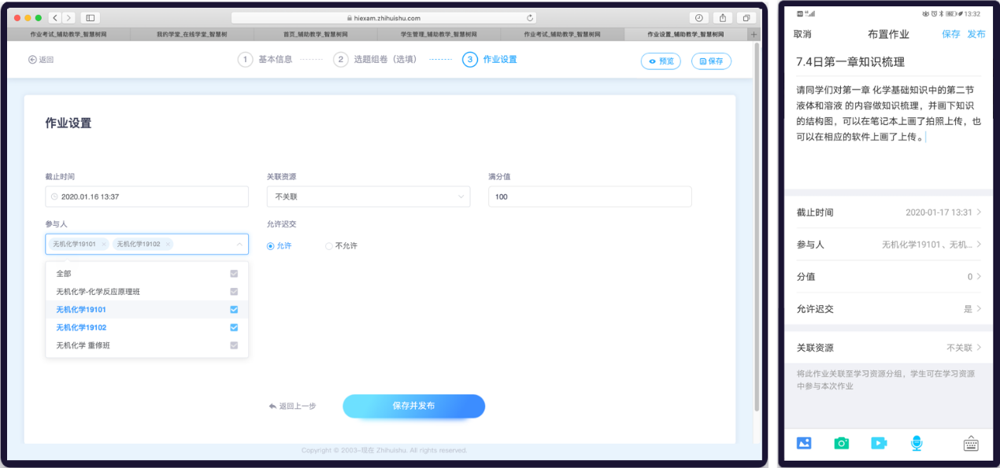 hiexam.zhihuishu.com
作业考试_辅助教学_智慧树网
我的学堂_在线学堂_智慧树
首页_辅助教学_智慧树网
学生管理_辅助教学_智慧树网
作业考试_辅助教学_智慧树网
作业设置_辅助教学_智慧树网
返回
1 基本信息
2 选题组卷（选填）
3 作业设置
预览
保存
作业设置
截止时间
关联资源
满分值
2020.01.16 13:37
不关联
100
参与人
允许迟交
无机化学19101 ×
无机化学19102 ×
允许
不允许
全部
无机化学-化学反应原理班
无机化学19101
无机化学19102
无机化学 重修班
返回上一步
保存并发布
Copyright © 2003-现在 Zhihuishu. All rights reserved.
13:32
取消
布置作业
保存 发布
7.4日第一章知识梳理
请同学们对第一章 化学基础知识中的第二节
液体和溶液 的内容做知识梳理，并画下知识
的结构图，可以在笔记本上画了拍照上传，也
可以在相应的软件上画了上传。
截止时间
2020-01-17 13:31
参与人
无机化学19101、无机...
分值
0
允许迟交
是
关联资源
不关联
将此作业关联至学习资源分组，学生可在学习资源
中参与本次作业